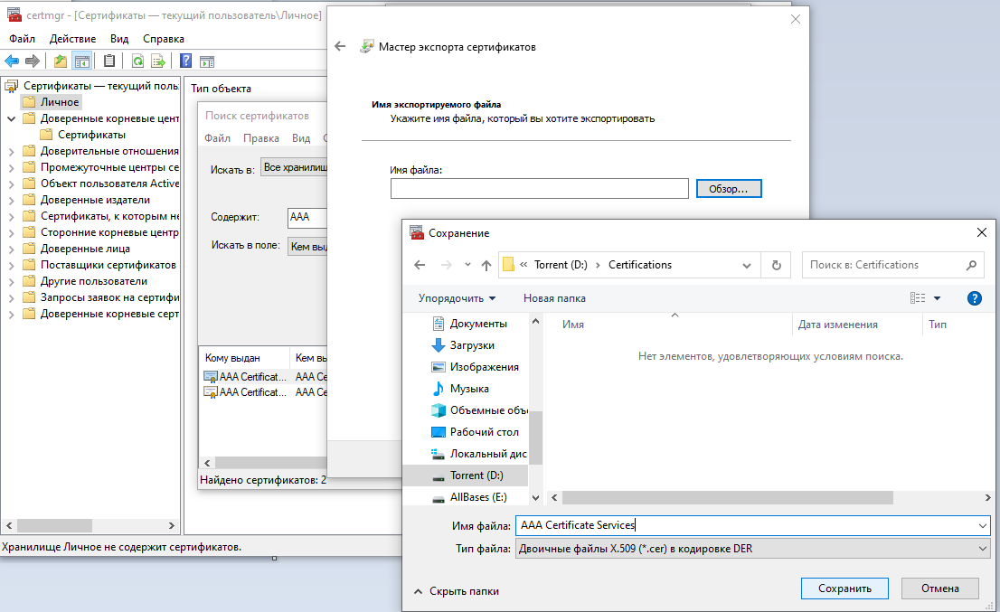 certmgr - [Сертификаты — текущий пользователь\Личное]
Файл Действие Вид Справка
Сертификаты — текущий поль
Личное
Доверенные корневые цент
Сертификаты
Доверительные отношения
Промежуточные центры се
Объект пользователя Active
Доверенные издатели
Сертификаты, к которым не
Сторонние корневые центр
Доверенные лица
Поставщики сертификатов
Другие пользователи
Запросы заявок на сертифи
Доверенные корневые серт
Хранилище Личное не содержит сертификатов.
Тип объекта
Поиск сертификатов
Файл Правка Вид С
Искать в: Все хранилищ
Содержит: AAA
Искать в поле: Кем выд
Кому выдан Кем вы
AAA Certificat... AAA Ce
AAA Certificat... AAA Ce
Найдено сертификатов: 2
Мастер экспорта сертификатов
Имя экспортируемого файла
Укажите имя файла, который вы хотите экспортировать
Имя файла:
Обзор...
Сохранение
« Torrent (D:) › Certifications
Поиск в: Certifications
Упорядочить Новая папка
Документы
Загрузки
Изображения
Музыка
Объемные объ
Рабочий стол
Локальный дис
Torrent (D:)
AllBases (E:)
Имя Дата изменения Тип
Нет элементов, удовлетворяющих условиям поиска.
Имя файла: AAA Certificate Services
Тип файла: Двоичные файлы X.509 (*.cer) в кодировке DER
Скрыть папки
Сохранить
Отмена